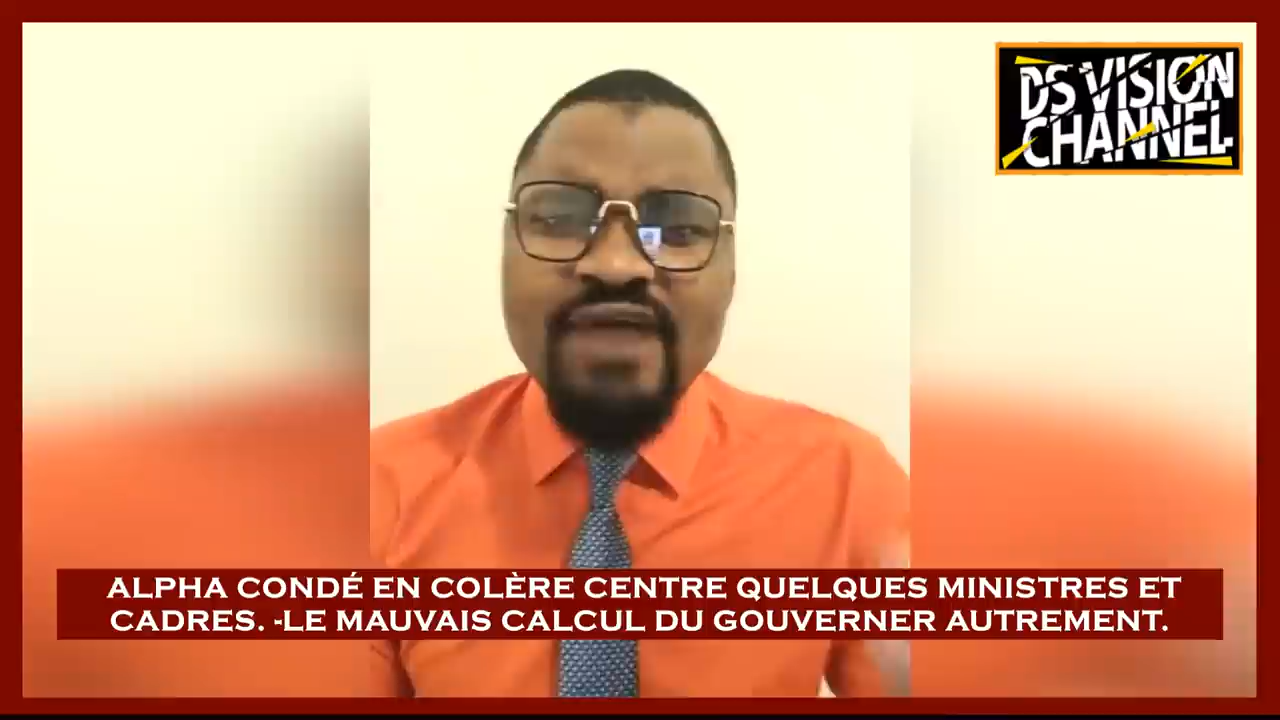 DS VISION
CHANNEL
ALPHA CONDÉ EN COLÈRE CENTRE QUELQUES MINISTRES ET
CADRES. -LE MAUVAIS CALCUL DU GOUVERNER AUTREMENT.